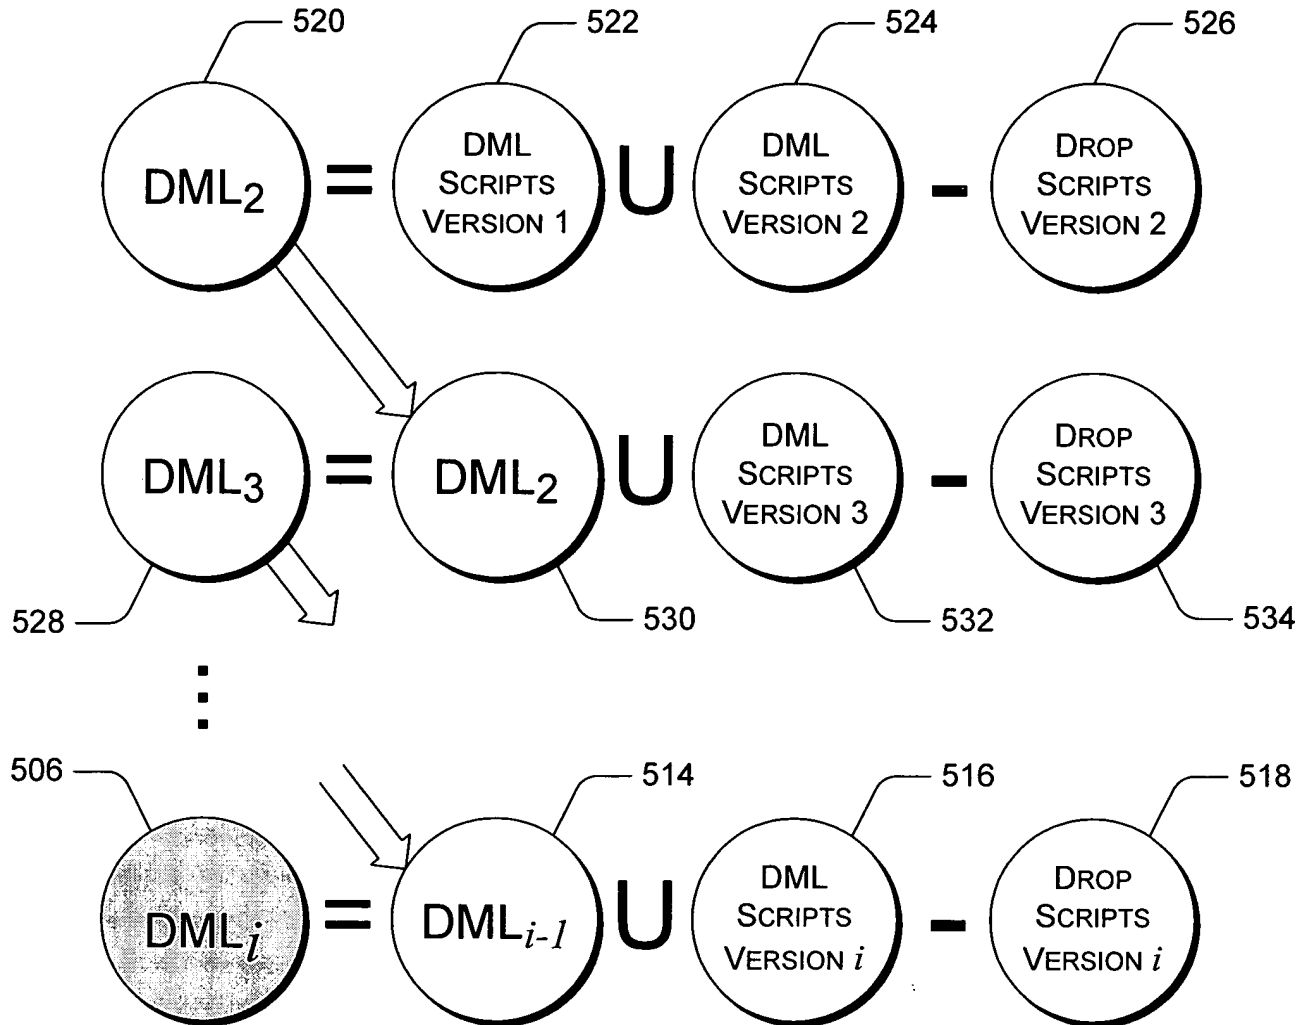 520 522 524 526
DML2 = DML SCRIPTS VERSION 1 U DML SCRIPTS VERSION 2 - DROP SCRIPTS VERSION 2
DML3 = DML2 U DML SCRIPTS VERSION 3 - DROP SCRIPTS VERSION 3
528 530 532 534
506 514 516 518
DMLi = DMLi-1 U DML SCRIPTS VERSION i - DROP SCRIPTS VERSION i